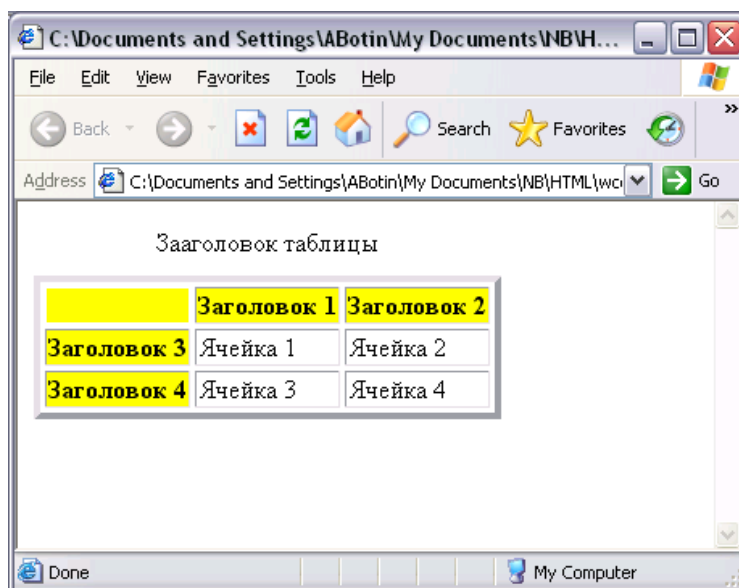 C:\Documents and Settings\ABotin\My Documents\NB\H...
File Edit View Favorites Tools Help
Back Search Favorites »
Address C:\Documents and Settings\ABotin\My Documents\NB\HTML\wc Go
Зааголовок таблицы
Заголовок 1 Заголовок 2
Заголовок 3 Ячейка 1 Ячейка 2
Заголовок 4 Ячейка 3 Ячейка 4
Done My Computer